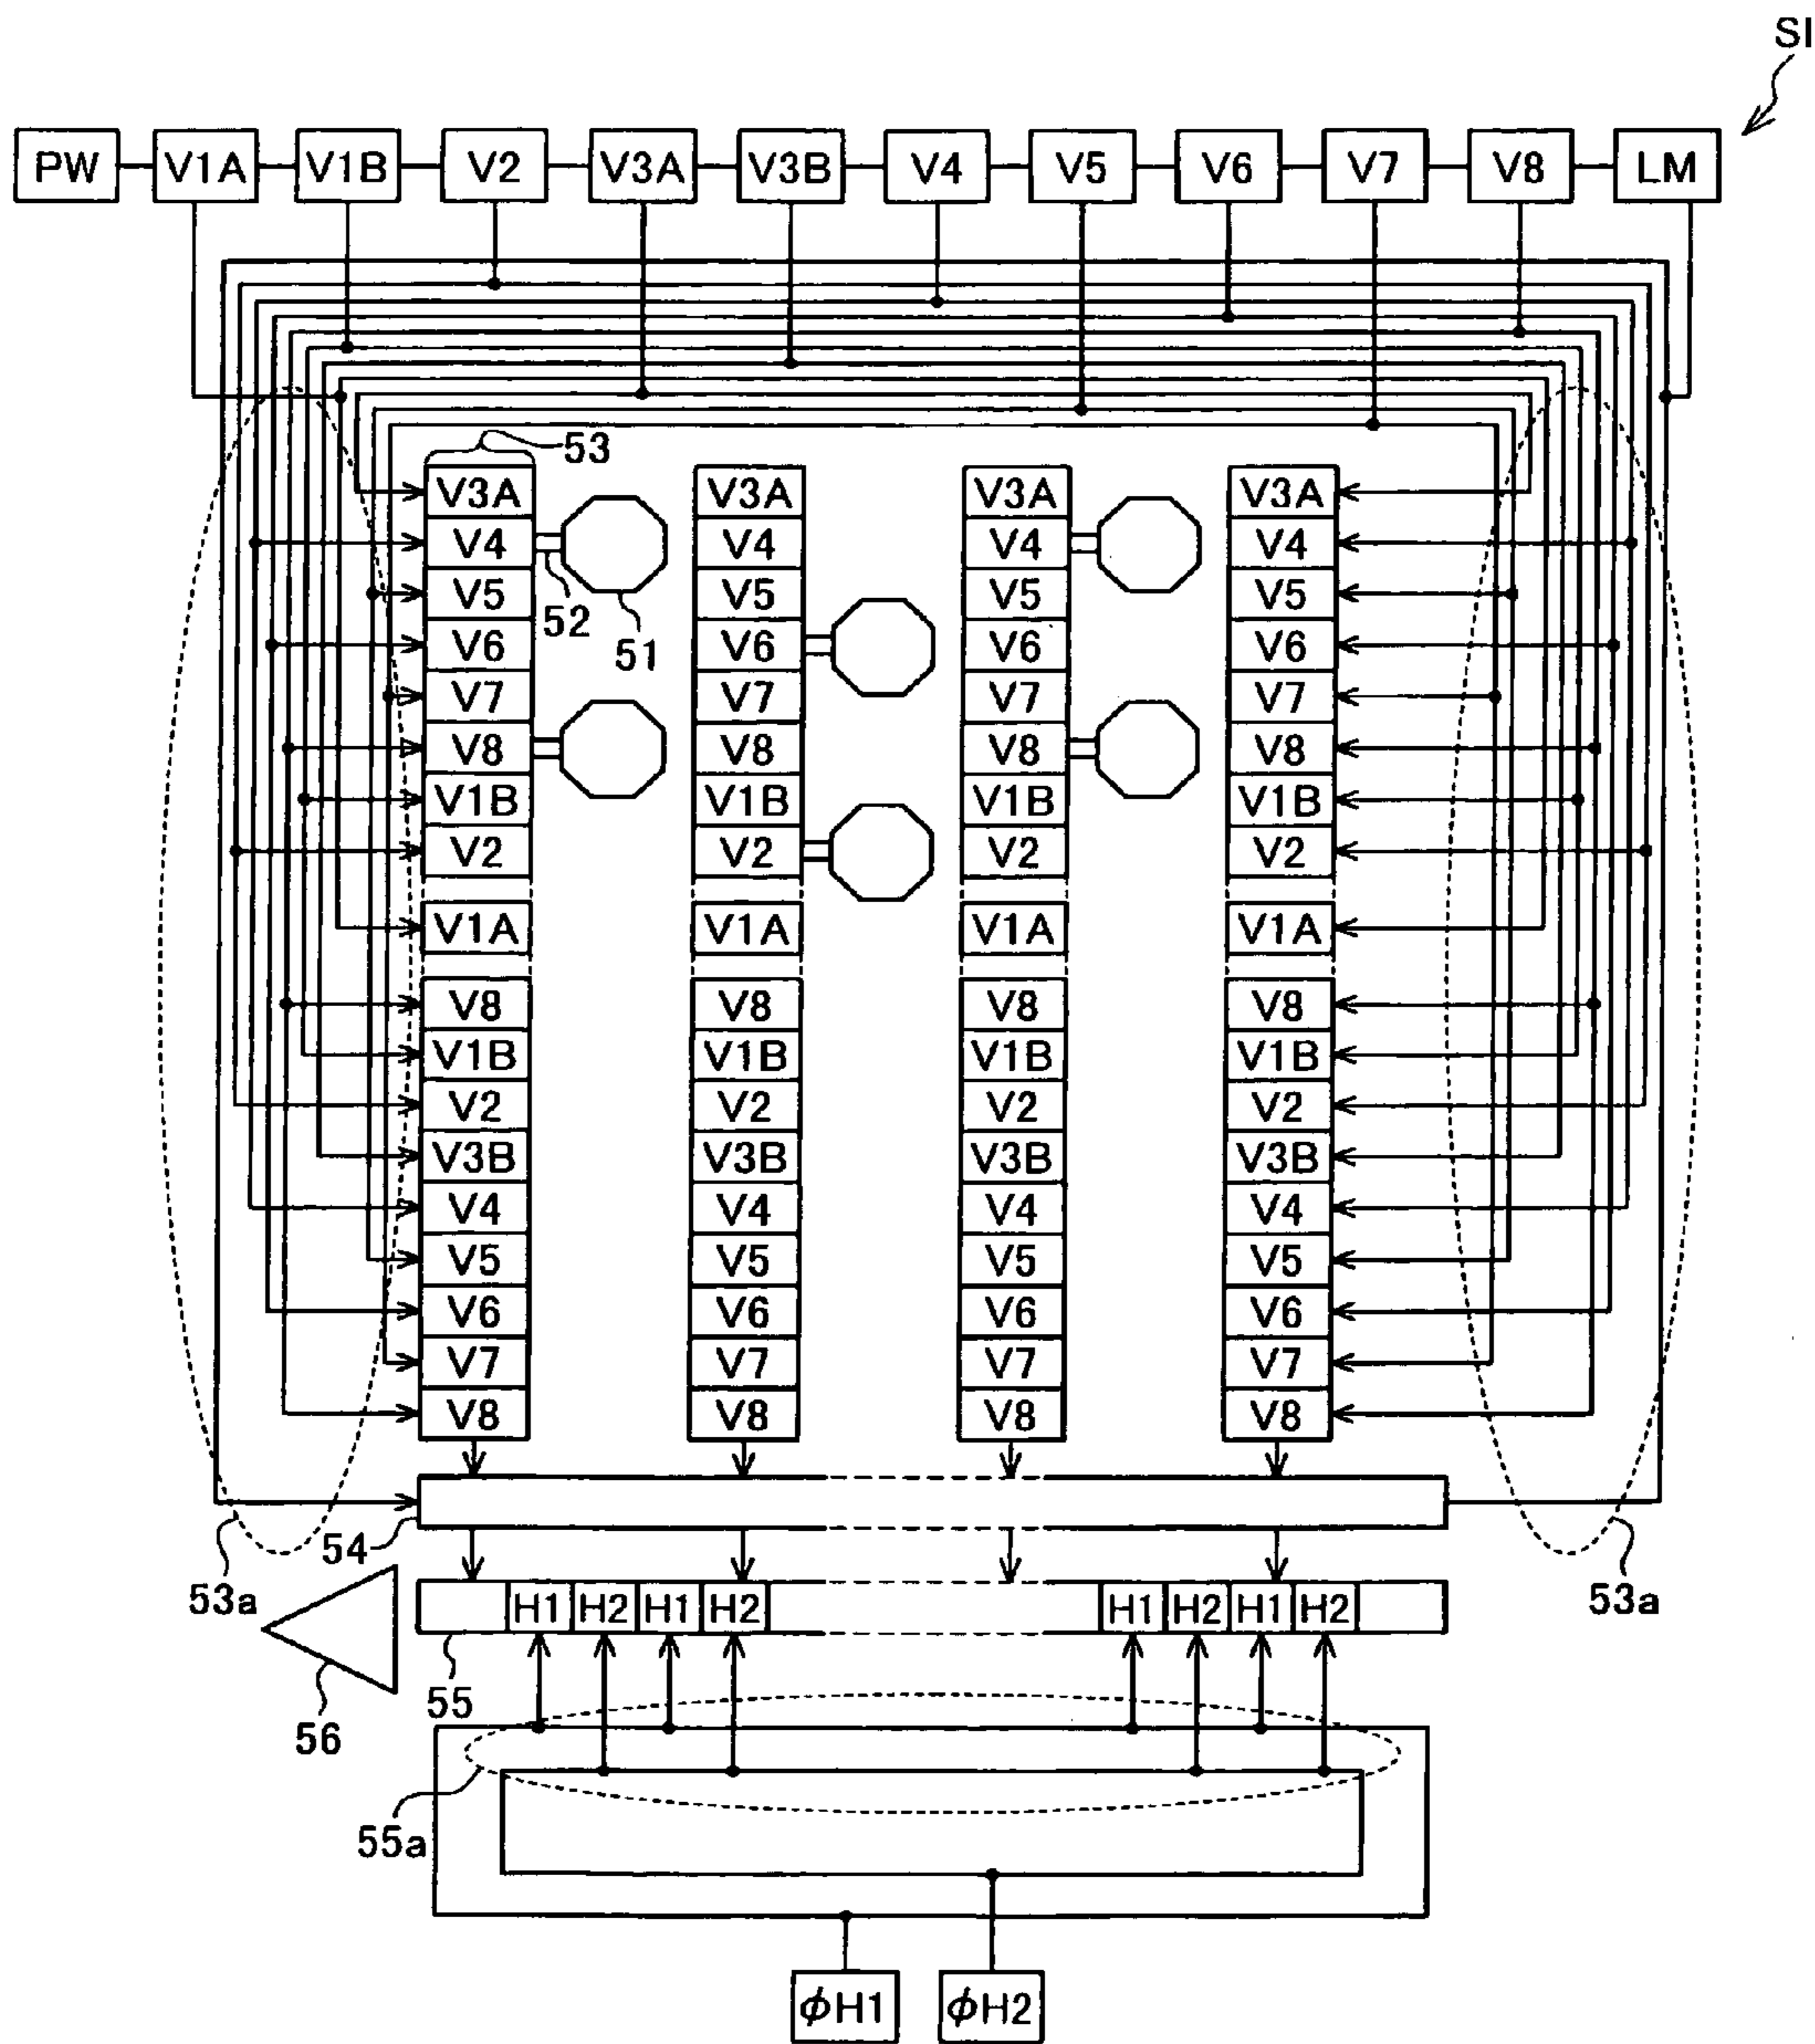 SI
PW V1A V1B V2 V3A V3B V4 V5 V6 V7 V8 LM
53
V3A V3A V3A V3A
V4 V4 V4 V4
52
V5 V5 V5 V5
51
V6 V6 V6 V6
V7 V7 V7 V7
V8 V8 V8 V8
V1B V1B V1B V1B
V2 V2 V2 V2
V1A V1A V1A V1A
V8 V8 V8 V8
V1B V1B V1B V1B
V2 V2 V2 V2
V3B V3B V3B V3B
V4 V4 V4 V4
V5 V5 V5 V5
V6 V6 V6 V6
V7 V7 V7 V7
V8 V8 V8 V8
54
53a 53a
H1 H2 H1 H2 H1 H2 H1 H2
55
56
55a
ϕH1 ϕH2